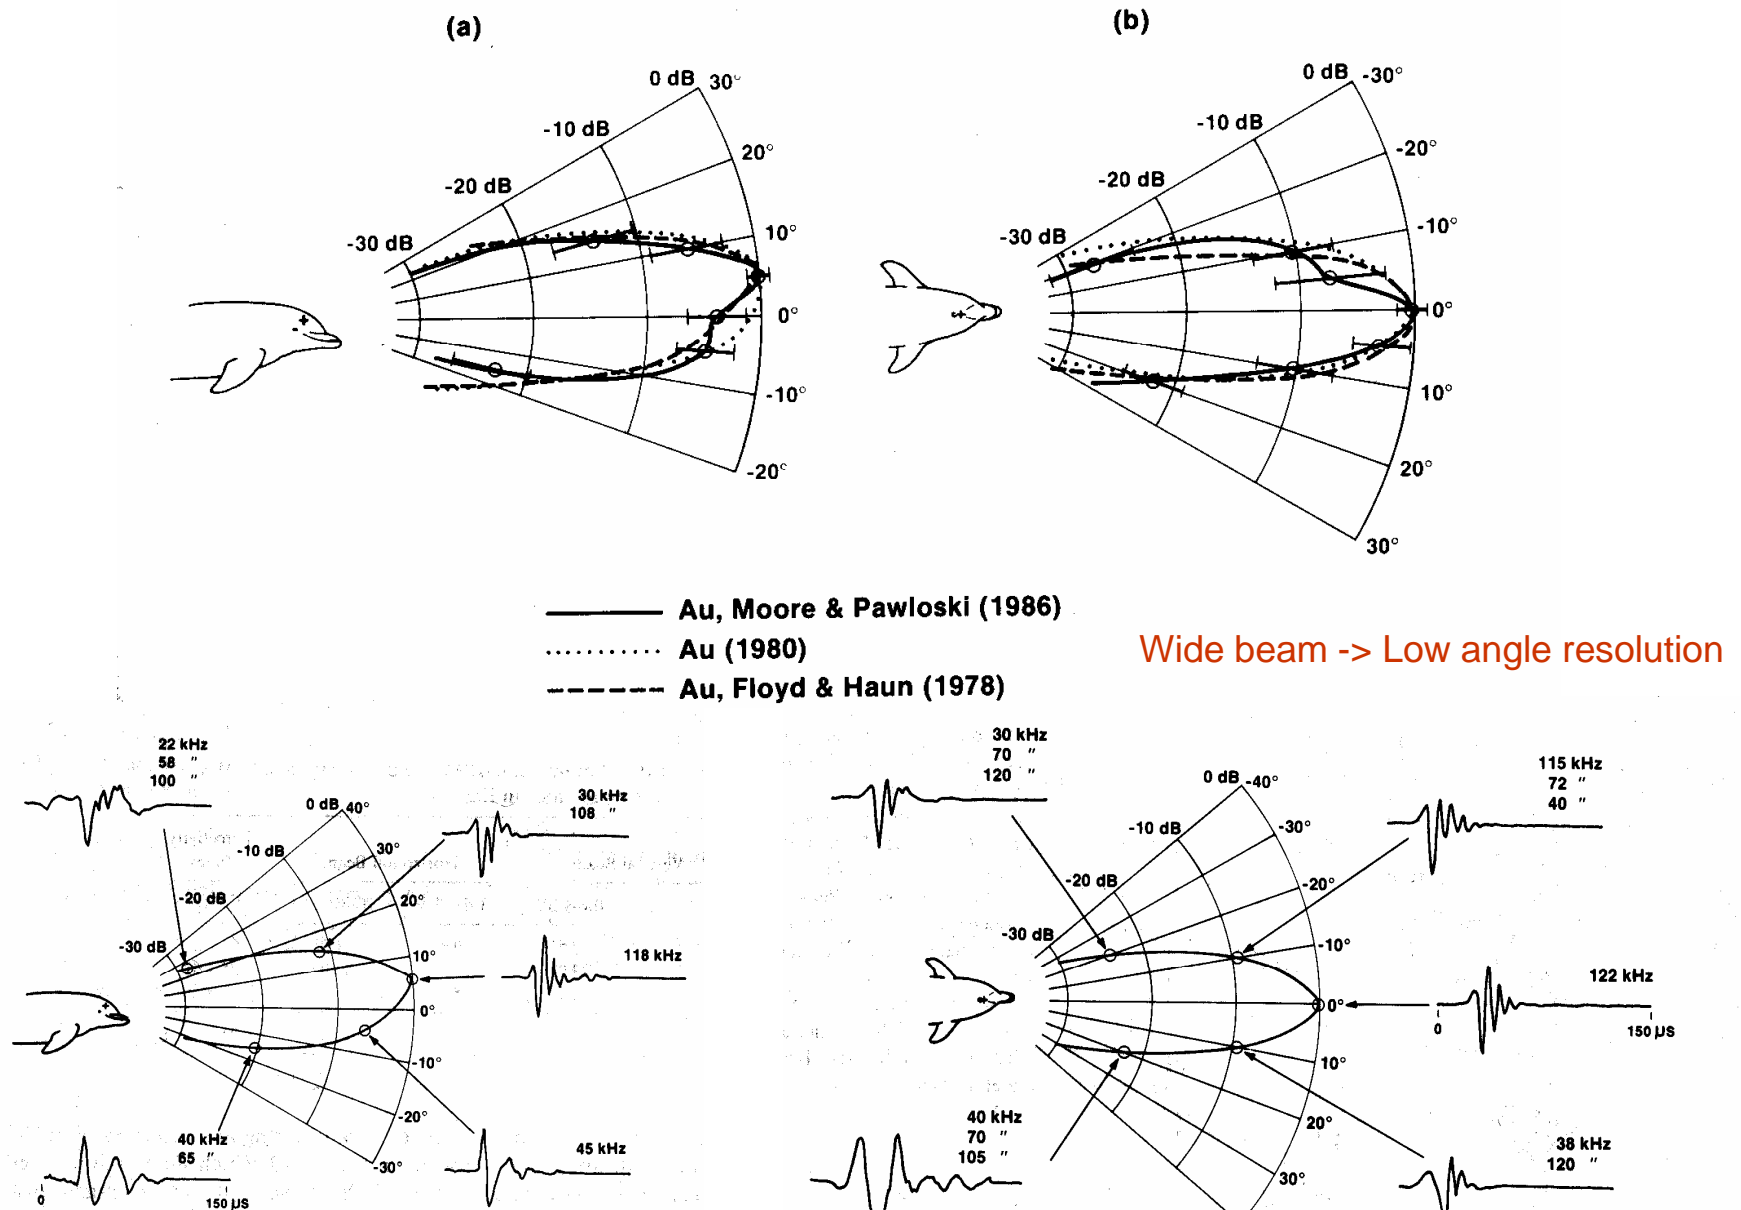 (a)
(b)
0 dB 30°
-10 dB
20°
-20 dB
10°
-30 dB
0°
-10°
-20°
0 dB -30°
-10 dB
-20°
-20 dB
-10°
-30 dB
0°
10°
20°
30°
Au, Moore & Pawloski (1986)
Au (1980)
Au, Floyd & Haun (1978)
Wide beam -> Low angle resolution
22 kHz
58 "
100 "
30 kHz
108 "
0 dB 40°
-10 dB
30°
-20 dB
20°
-30 dB
10°
118 kHz
0°
-10°
-20°
-30°
40 kHz
65 "
45 kHz
0
150 µS
30 kHz
70 "
120 "
115 kHz
72 "
40 "
0 dB -40°
-10 dB
-30°
-20 dB
-20°
-30 dB
-10°
122 kHz
0°
0
150 µS
10°
20°
30°
40 kHz
70 "
105 "
38 kHz
120 "